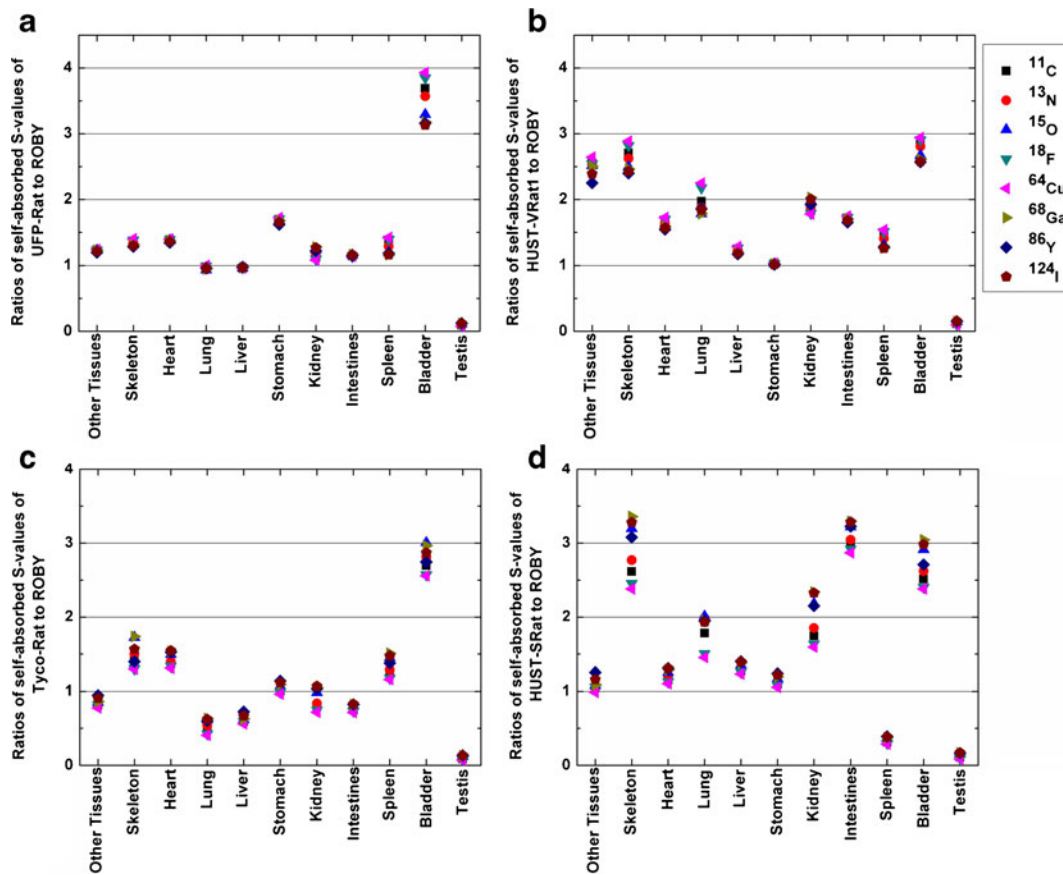 a
Ratios of self-absorbed S-values of
UFP-Rat to ROBY
4
3
2
1
0
Other Tissues
Skeleton
Heart
Lung
Liver
Stomach
Kidney
Intestines
Spleen
Bladder
Testis
b
Ratios of self-absorbed S-values of
HUST-VRat1 to ROBY
4
3
2
1
0
Other Tissues
Skeleton
Heart
Lung
Liver
Stomach
Kidney
Intestines
Spleen
Bladder
Testis
¹¹C
¹³N
¹⁵O
¹⁸F
⁶⁴Cu
⁶⁸Ga
⁸⁶Y
¹²⁴I
c
Ratios of self-absorbed S-values of
Tyco-Rat to ROBY
4
3
2
1
0
Other Tissues
Skeleton
Heart
Lung
Liver
Stomach
Kidney
Intestines
Spleen
Bladder
Testis
d
Ratios of self-absorbed S-values of
HUST-SRat to ROBY
4
3
2
1
0
Other Tissues
Skeleton
Heart
Lung
Liver
Stomach
Kidney
Intestines
Spleen
Bladder
Testis